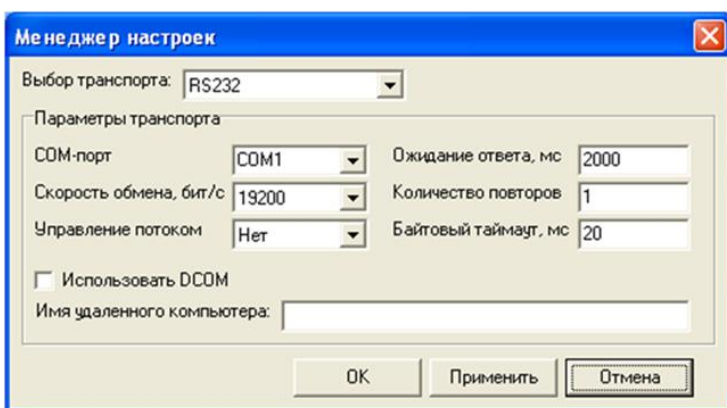 Менеджер настроек
Выбор транспорта: RS232
Параметры транспорта
COM-порт COM1 Ожидание ответа, мс 2000
Скорость обмена, бит/с 19200 Количество повторов 1
Управление потоком Нет Байтовый таймаут, мс 20
Использовать DCOM
Имя удаленного компьютера:
OK Применить Отмена